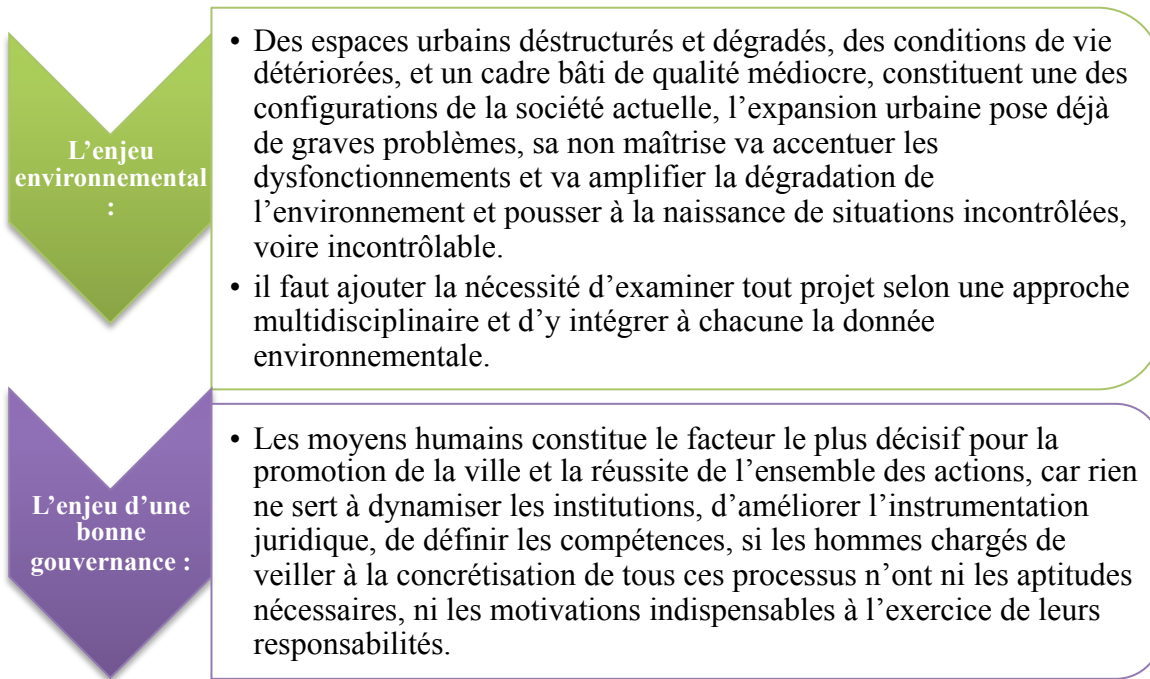 L’enjeu
environnemental
:
• Des espaces urbains déstructurés et dégradés, des conditions de vie
détériorées, et un cadre bâti de qualité médiocre, constituent une des
configurations de la société actuelle, l’expansion urbaine pose déjà
de graves problèmes, sa non maîtrise va accentuer les
dysfonctionnements et va amplifier la dégradation de
l’environnement et pousser à la naissance de situations incontrôlées,
voire incontrôlable.
• il faut ajouter la nécessité d’examiner tout projet selon une approche
multidisciplinaire et d’y intégrer à chacune la donnée
environnementale.
L’enjeu d’une
bonne
gouvernance :
• Les moyens humains constitue le facteur le plus décisif pour la
promotion de la ville et la réussite de l’ensemble des actions, car rien
ne sert à dynamiser les institutions, d’améliorer l’instrumentation
juridique, de définir les compétences, si les hommes chargés de
veiller à la concrétisation de tous ces processus n’ont ni les aptitudes
nécessaires, ni les motivations indispensables à l’exercice de leurs
responsabilités.